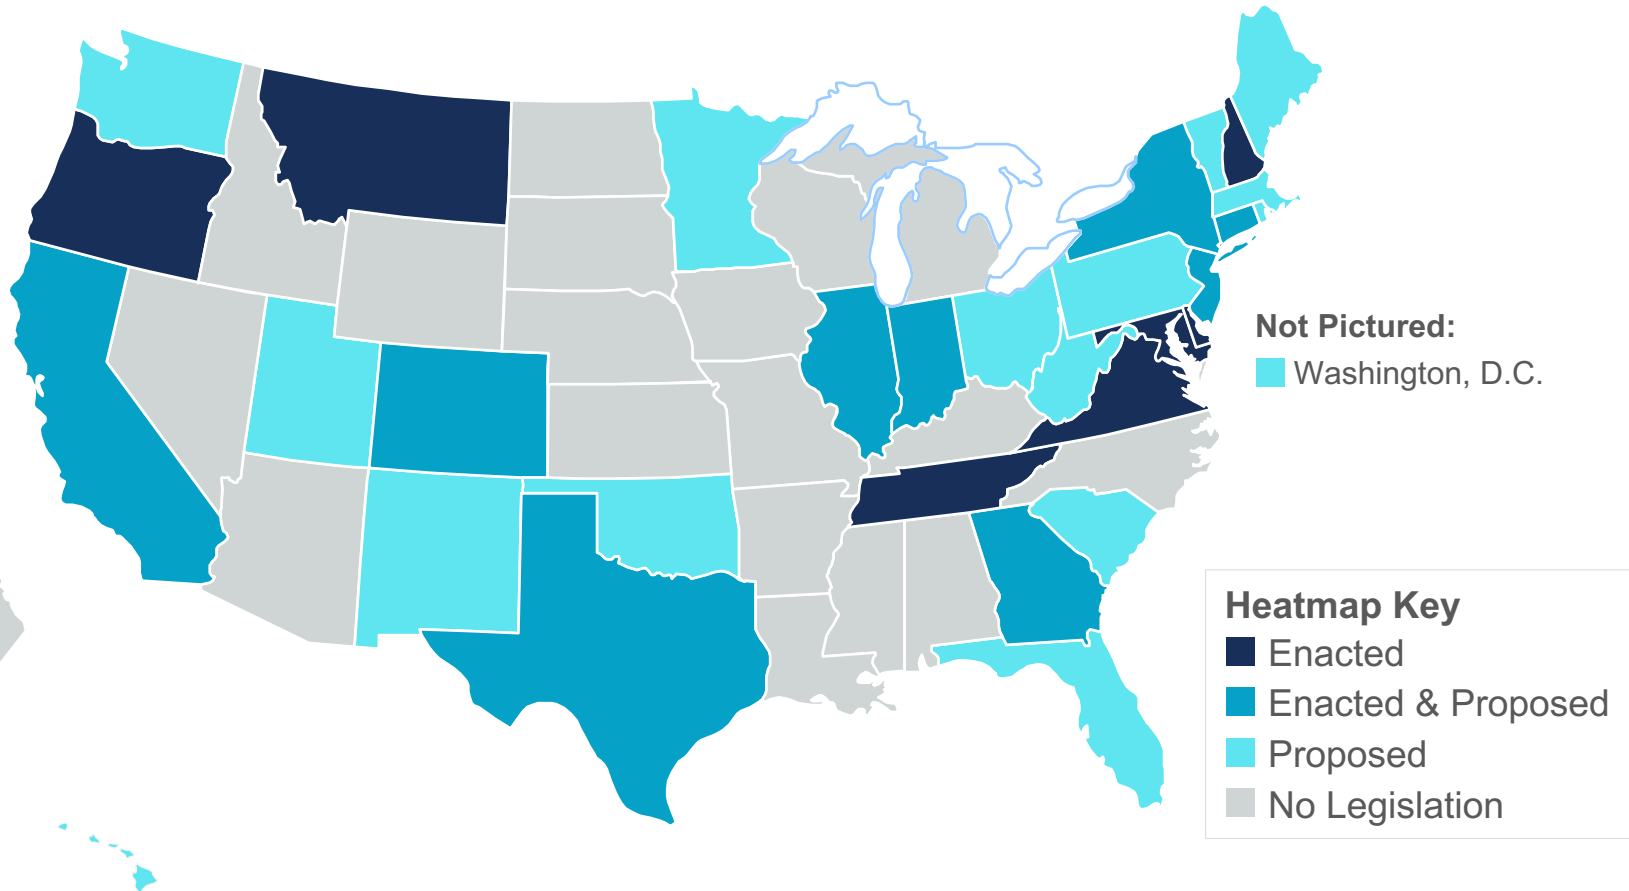 Not Pictured:
Washington, D.C.
Heatmap Key
Enacted
Enacted & Proposed
Proposed
No Legislation